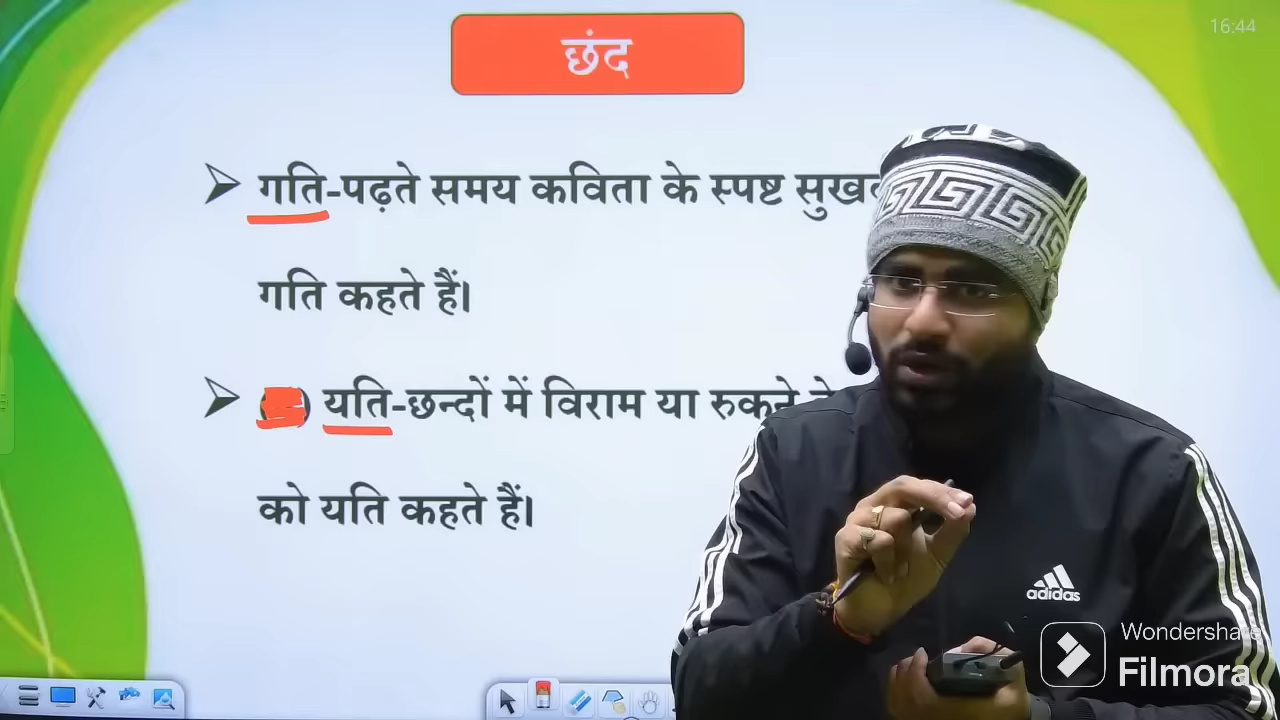 16:44
छंद
गति-पढ़ते समय कविता के स्पष्ट
गति कहते हैं।
यति-छन्दों में विराम या रुकने
को यति कहते हैं।
adidas
Wondershare
Filmora